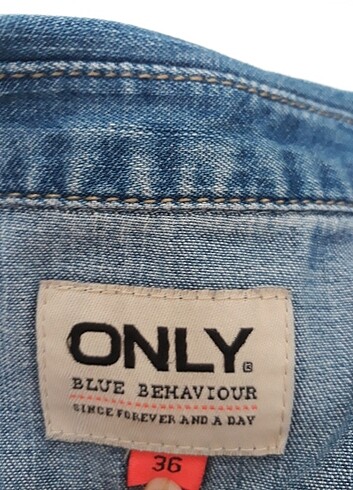 ONLY®
BLUE BEHAVIOUR
SINCE FOREVER AND A DAY
36